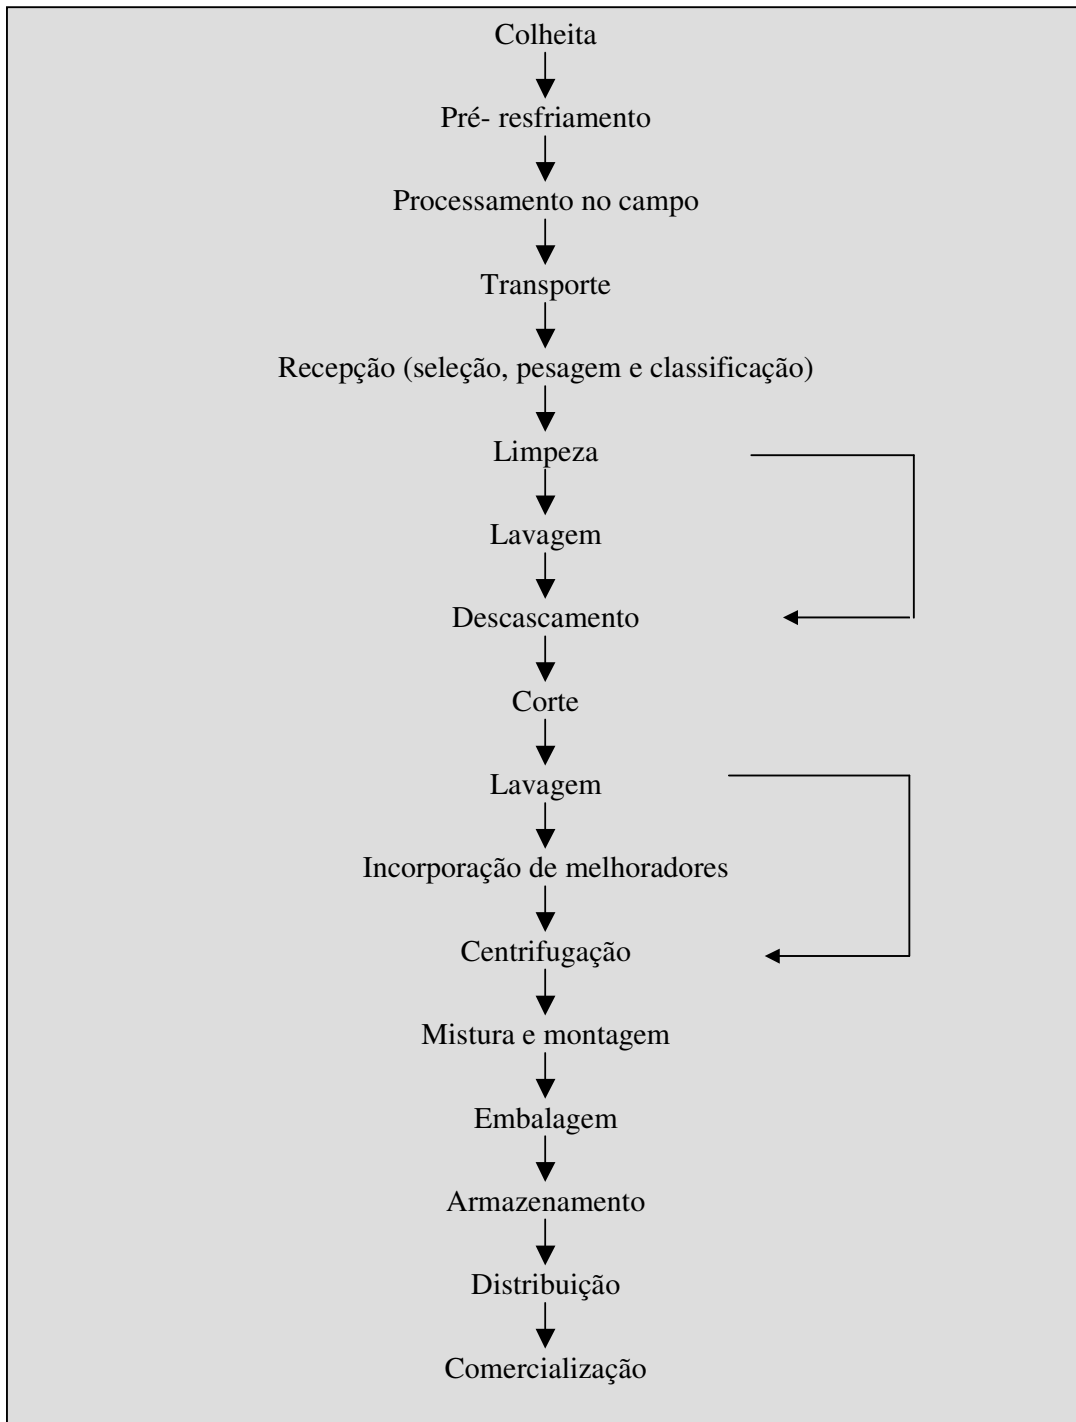 Colheita
Pré- resfriamento
Processamento no campo
Transporte
Recepção (seleção, pesagem e classificação)
Limpeza
Lavagem
Descascamento
Corte
Lavagem
Incorporação de melhoradores
Centrifugação
Mistura e montagem
Embalagem
Armazenamento
Distribuição
Comercialização